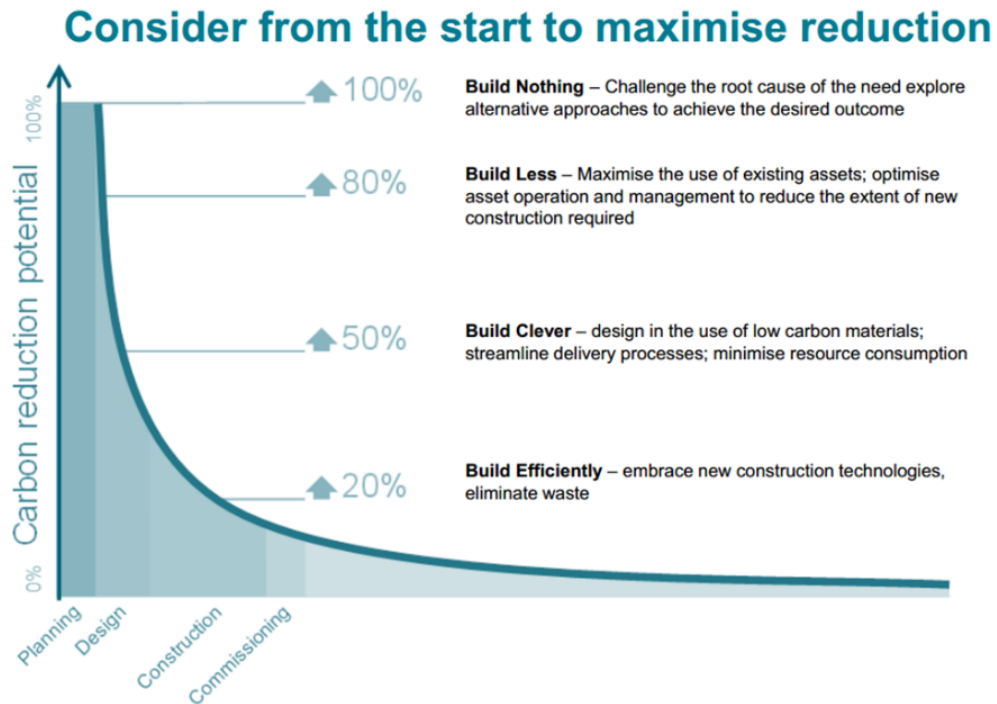 Consider from the start to maximise reduction
100%
Carbon reduction potential
0%
100%
Build Nothing – Challenge the root cause of the need explore
alternative approaches to achieve the desired outcome
80%
Build Less – Maximise the use of existing assets; optimise
asset operation and management to reduce the extent of new
construction required
50%
Build Clever – design in the use of low carbon materials;
streamline delivery processes; minimise resource consumption
20%
Build Efficiently – embrace new construction technologies,
eliminate waste
Planning
Design
Construction
Commissioning